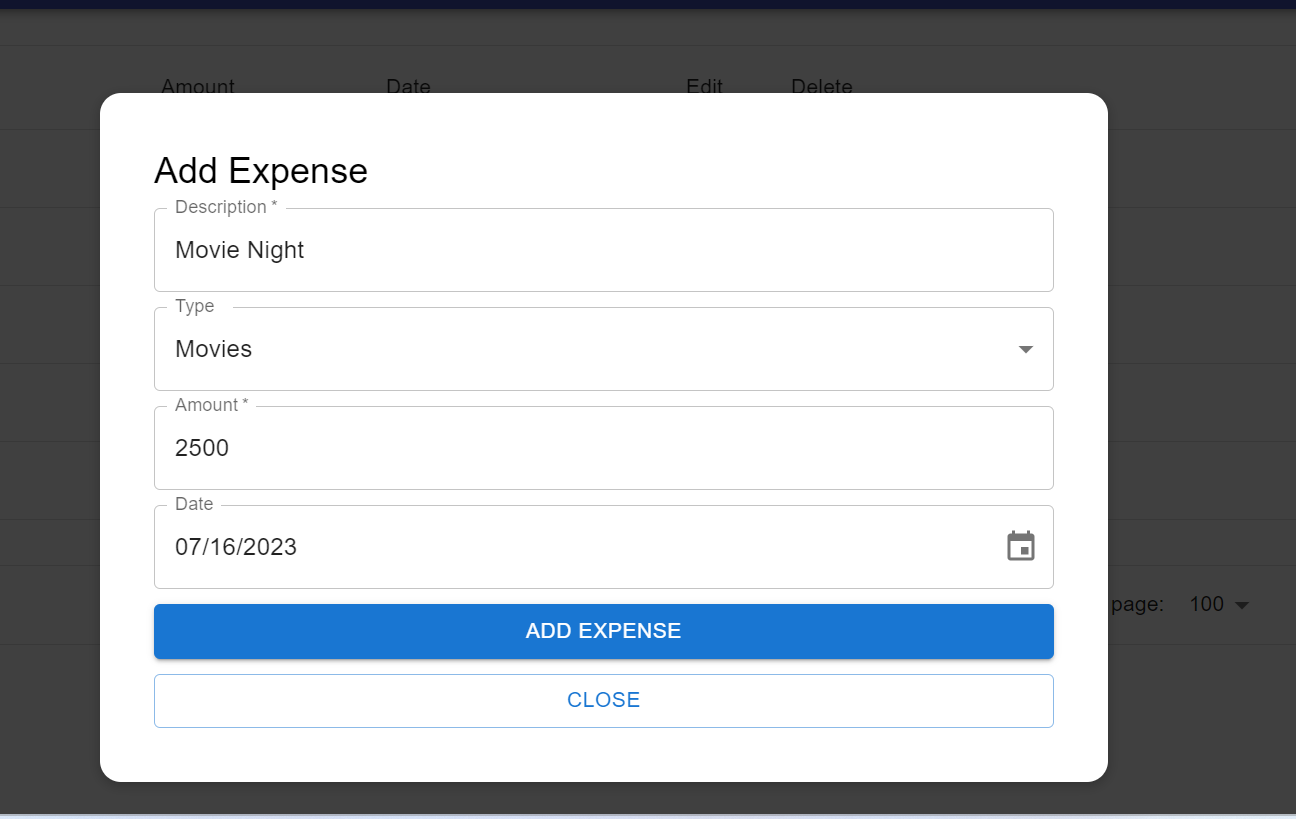 Amount Date Edit Delete
Add Expense
Description *
Movie Night
Type
Movies
Amount *
2500
Date
07/16/2023
page: 100
ADD EXPENSE
CLOSE